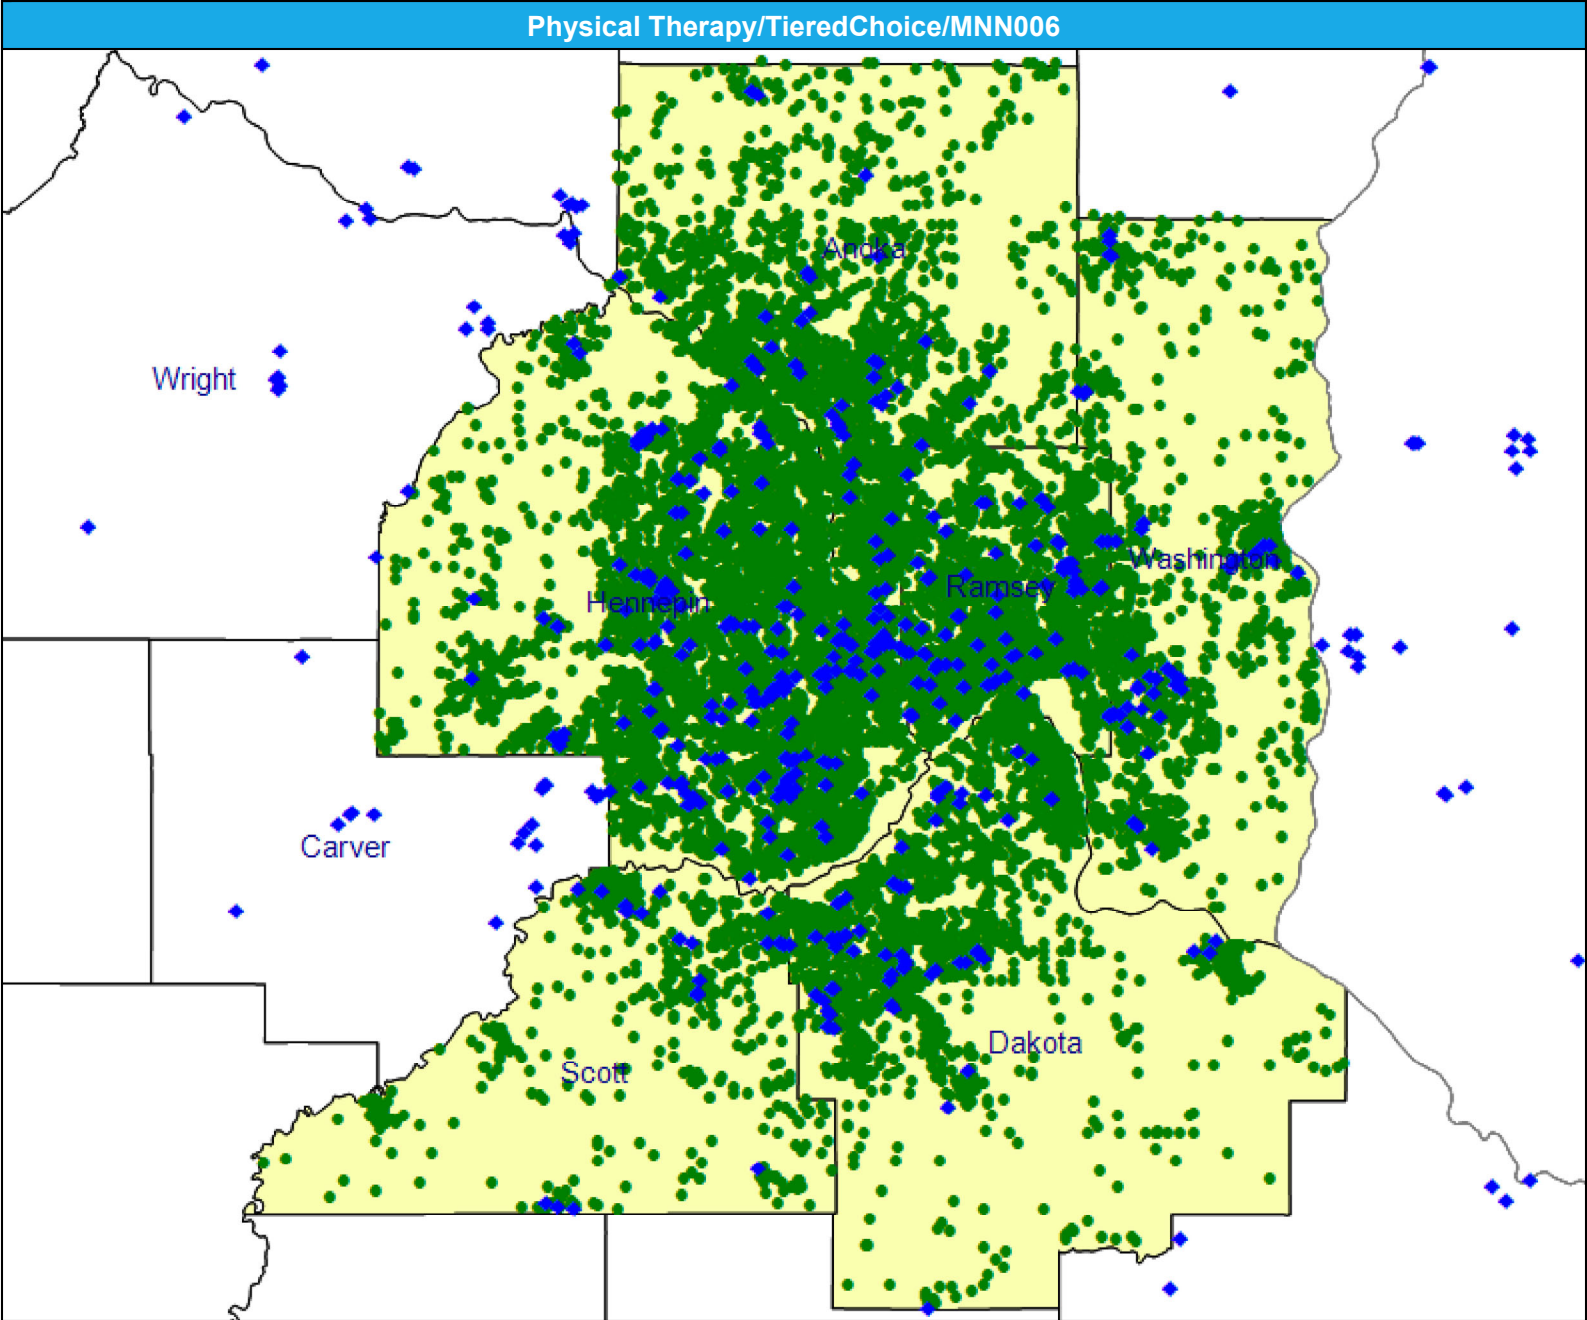 Physical Therapy/TieredChoice/MNN006
Anoka
Wright
Washington
Ramsey
Hennepin
Carver
Dakota
Scott